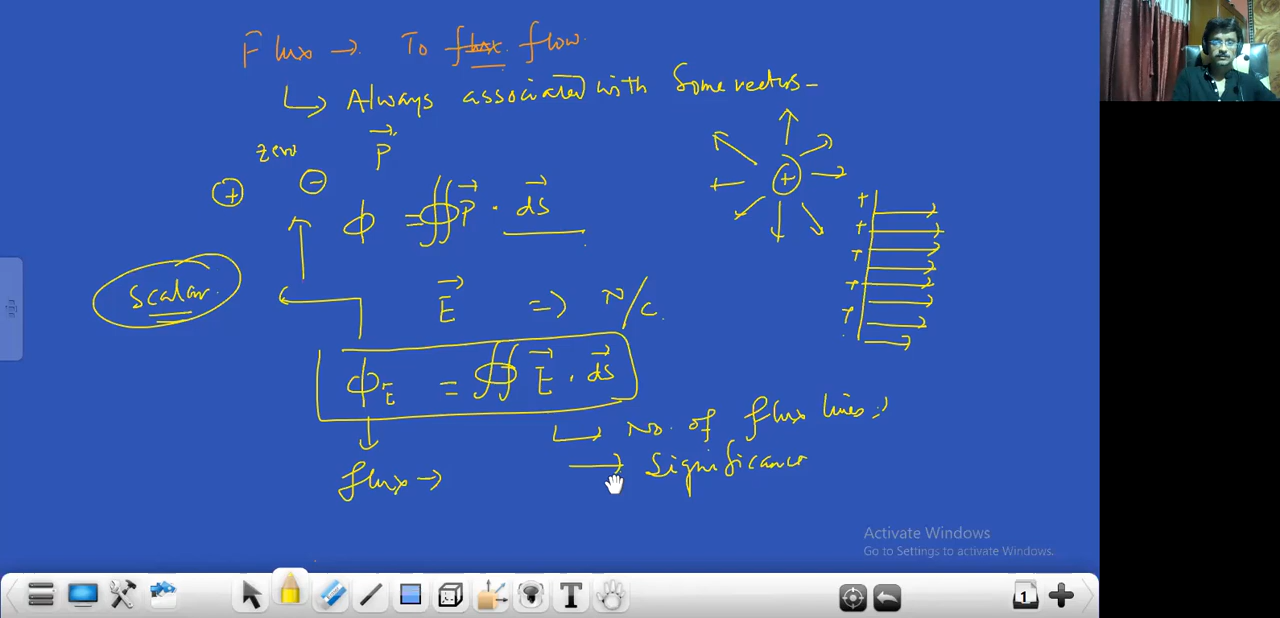 Flux → To flux flow.
↳ Always associated with Some vectors -
zero P⃗
+ - +
ϕ = ∯ P⃗ · ds⃗
Scalar.
E⃗ ⇒ N/C.
ϕE = ∯ E⃗ · ds⃗
↳ No. of flux lines.
→ Significance
flux →
+
+
+
+
+
Activate Windows
Go to Settings to activate Windows.
T
1